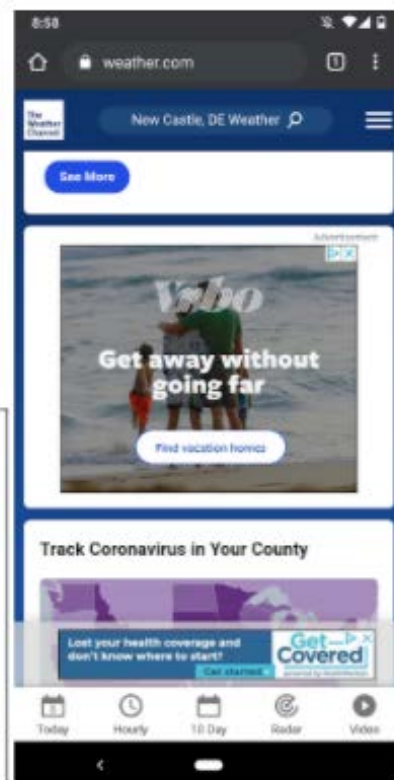 8:58
weather.com
1
The
Weather
Channel
New Castle, DE Weather
See More
Advertisement
Vrbo
Get away without
going far
Find vacation homes
Track Coronavirus in Your County
Lost your health coverage and
don't know where to start?
Get started
Get
Covered
Today
Hourly
10 Day
Radar
Video